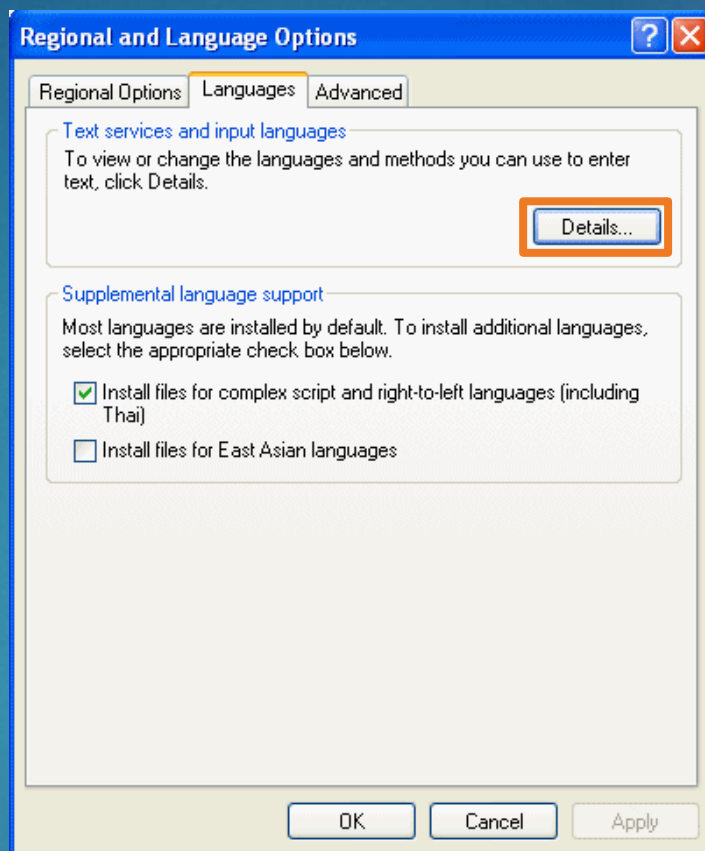 Regional and Language Options
Regional Options Languages Advanced
Text services and input languages
To view or change the languages and methods you can use to enter
text, click Details.
Details...
Supplemental language support
Most languages are installed by default. To install additional languages,
select the appropriate check box below.
Install files for complex script and right-to-left languages (including
Thai)
Install files for East Asian languages
OK Cancel Apply